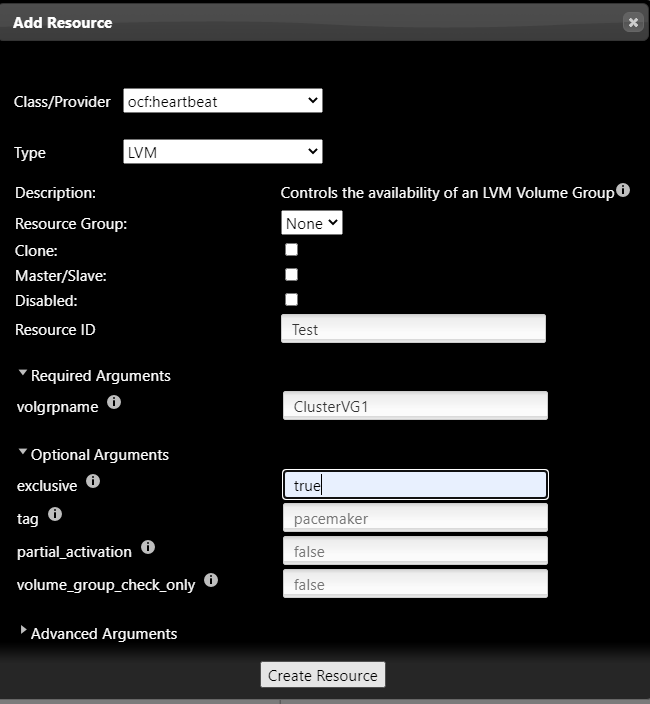 Add Resource
Class/Provider ocf:heartbeat
Type LVM
Description: Controls the availability of an LVM Volume Group
Resource Group: None
Clone:
Master/Slave:
Disabled:
Resource ID Test
Required Arguments
volgrpname ClusterVG1
Optional Arguments
exclusive true
tag pacemaker
partial_activation false
volume_group_check_only false
Advanced Arguments
Create Resource